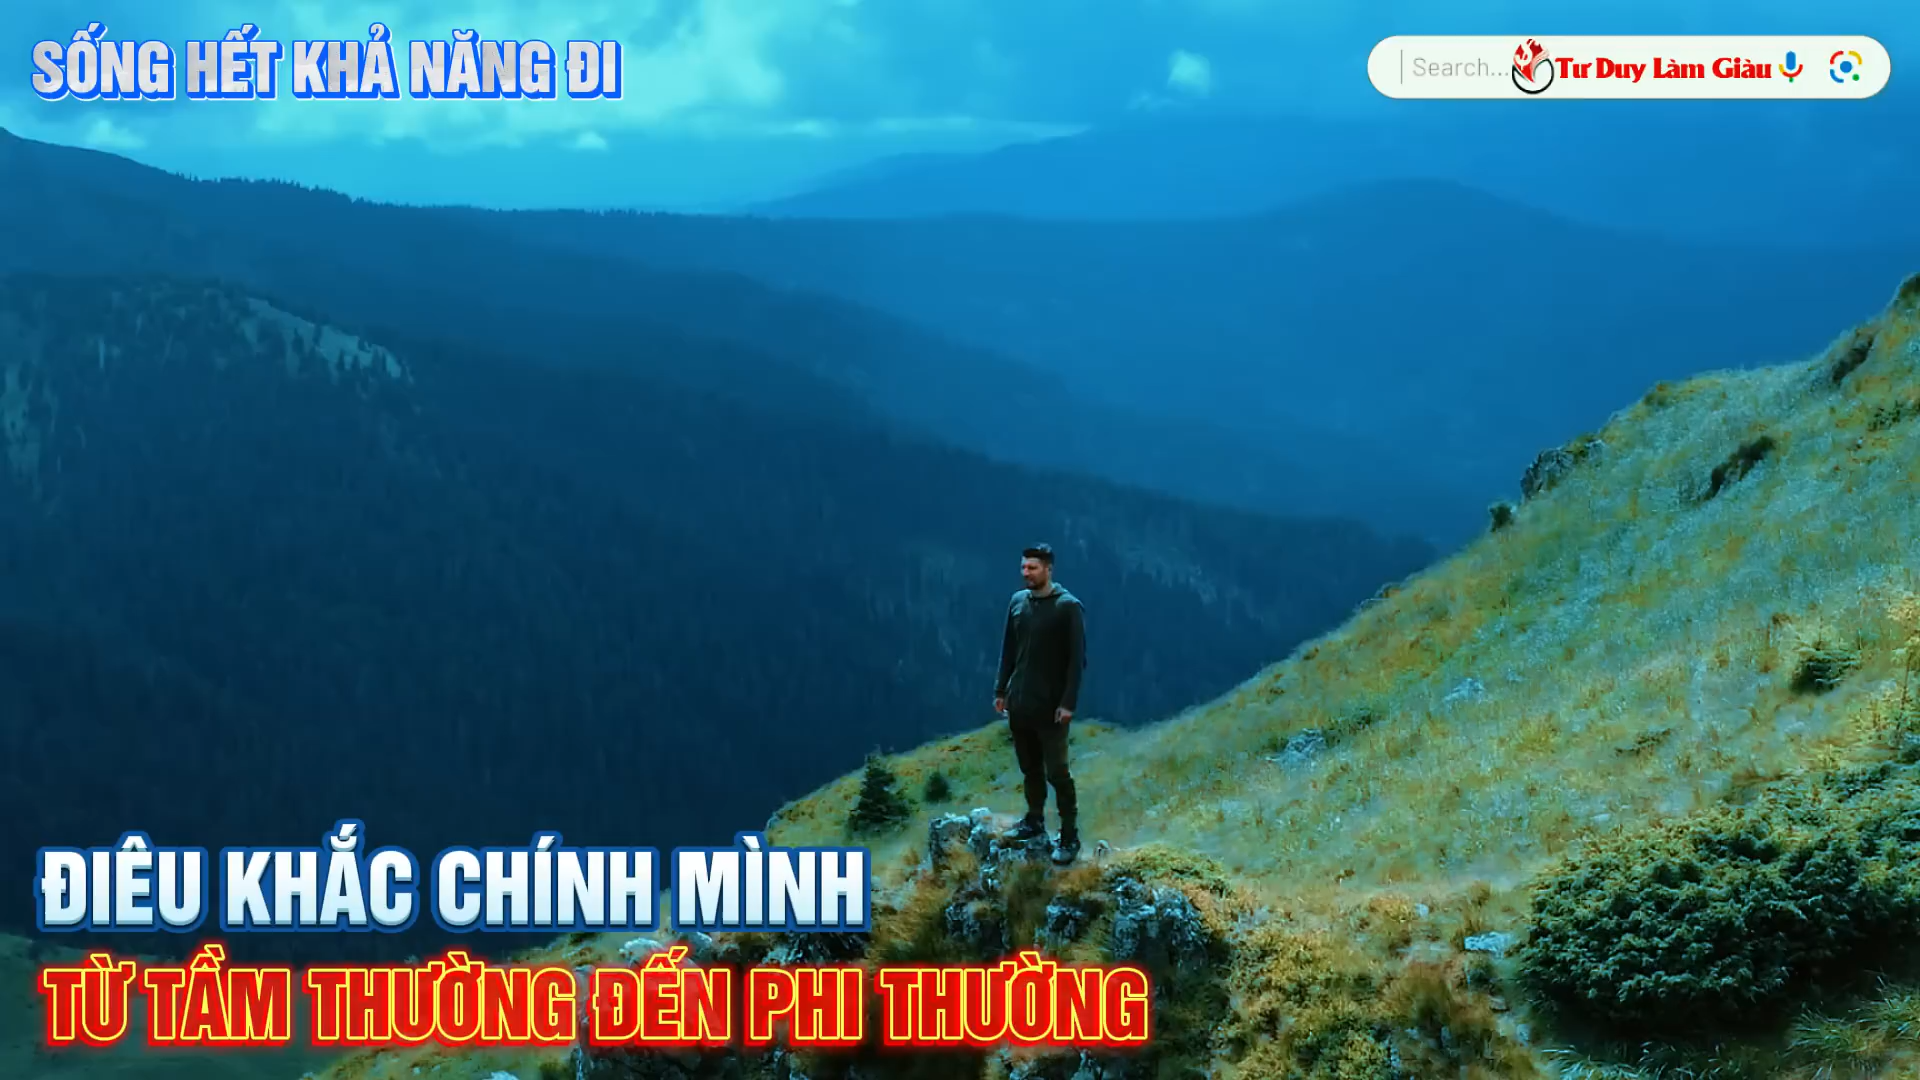 SỐNG HẾT KHẢ NĂNG ĐI
Search... Tư Duy Làm Giàu
ĐIÊU KHẮC CHÍNH MÌNH
TỪ TẦM THƯỜNG ĐẾN PHI THƯỜNG